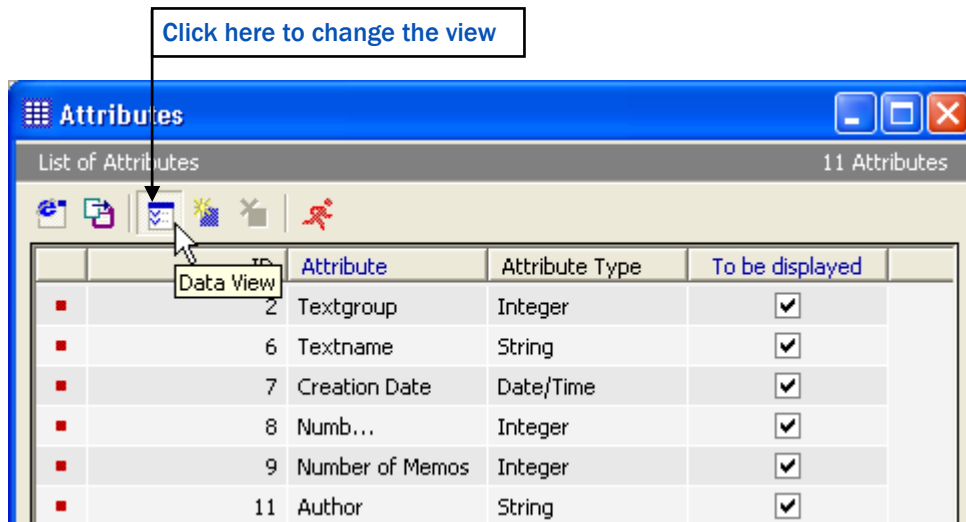 Click here to change the view
Attributes
List of Attributes 11 Attributes
Attribute Attribute Type To be displayed
Data View
2 Textgroup Integer
6 Textname String
7 Creation Date Date/Time
8 Numb... Integer
9 Number of Memos Integer
11 Author String